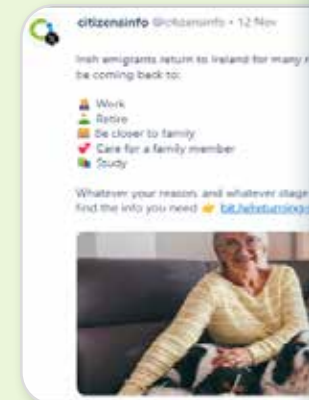 citizensinfo @citizensinfo • 12 Nov
Irish emigrants return to Ireland for many
be coming back to:
Work
Retire
Be closer to family
Care for a family member
Study
Whatever your reason, and whatever stage
find the info you need